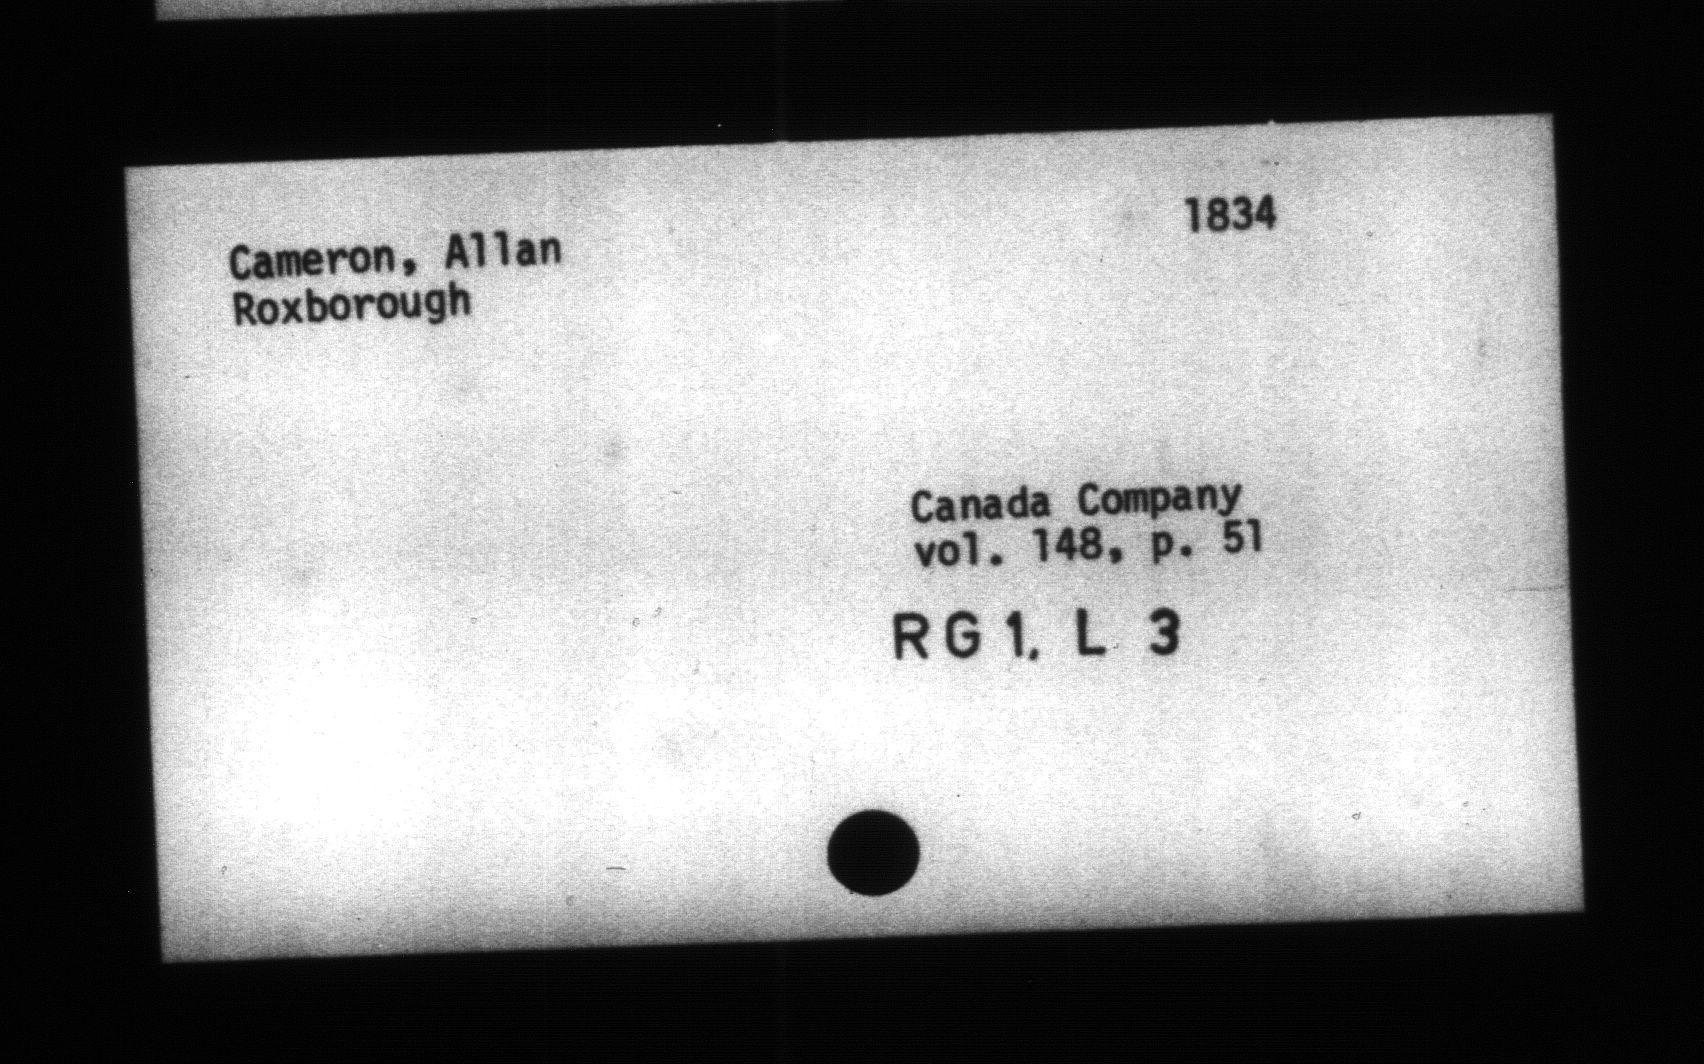 1834
Cameron, Allan
Roxborough
Canada Company
vol. 148, p. 51
RG 1, L 3